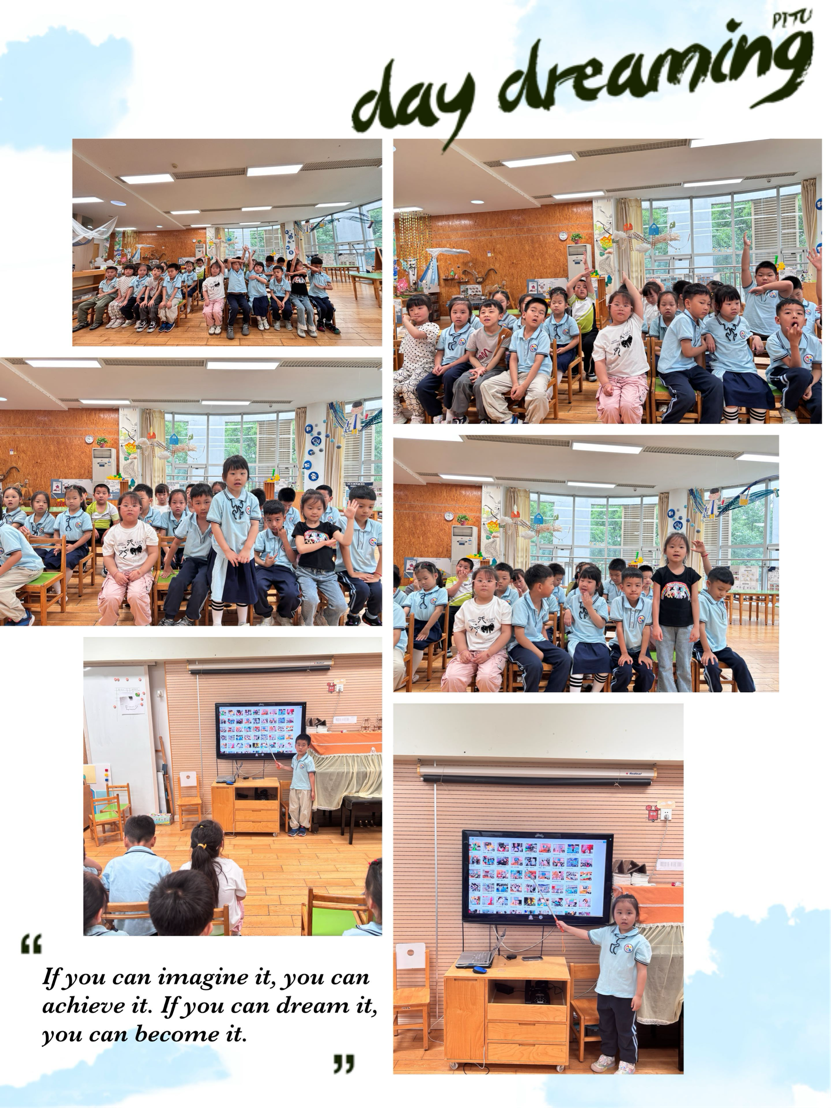 PITU
day dreaming
“
If you can imagine it, you can
achieve it. If you can dream it,
you can become it.
”